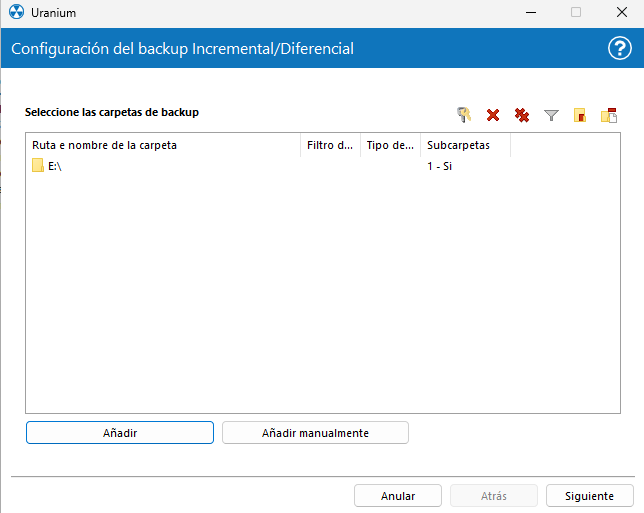 Uranium
Configuración del backup Incremental/Diferencial
Seleccione las carpetas de backup
Ruta e nombre de la carpeta Filtro d... Tipo de... Subcarpetas
E:\ 1 - Si
Añadir Añadir manualmente
Anular Atrás Siguiente